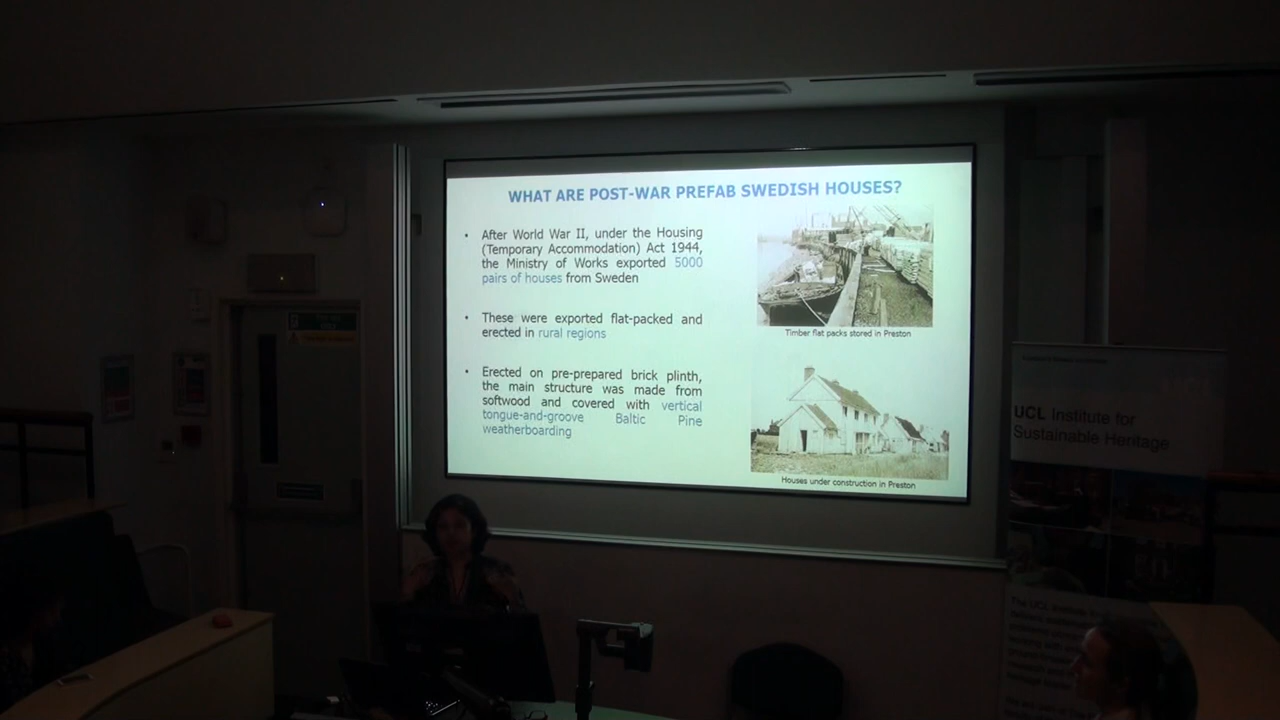 WHAT ARE POST-WAR PREFAB SWEDISH HOUSES?
• After World War II, under the Housing
(Temporary Accommodation) Act 1944,
the Ministry of Works exported 5000
pairs of houses from Sweden
• These were exported flat-packed and
erected in rural regions
• Erected on pre-prepared brick plinth,
the main structure was made from
softwood and covered with vertical
tongue-and-groove Baltic Pine
weatherboarding
Timber flat packs stored in Preston
Houses under construction in Preston
UCL Institute for
Sustainable Heritage